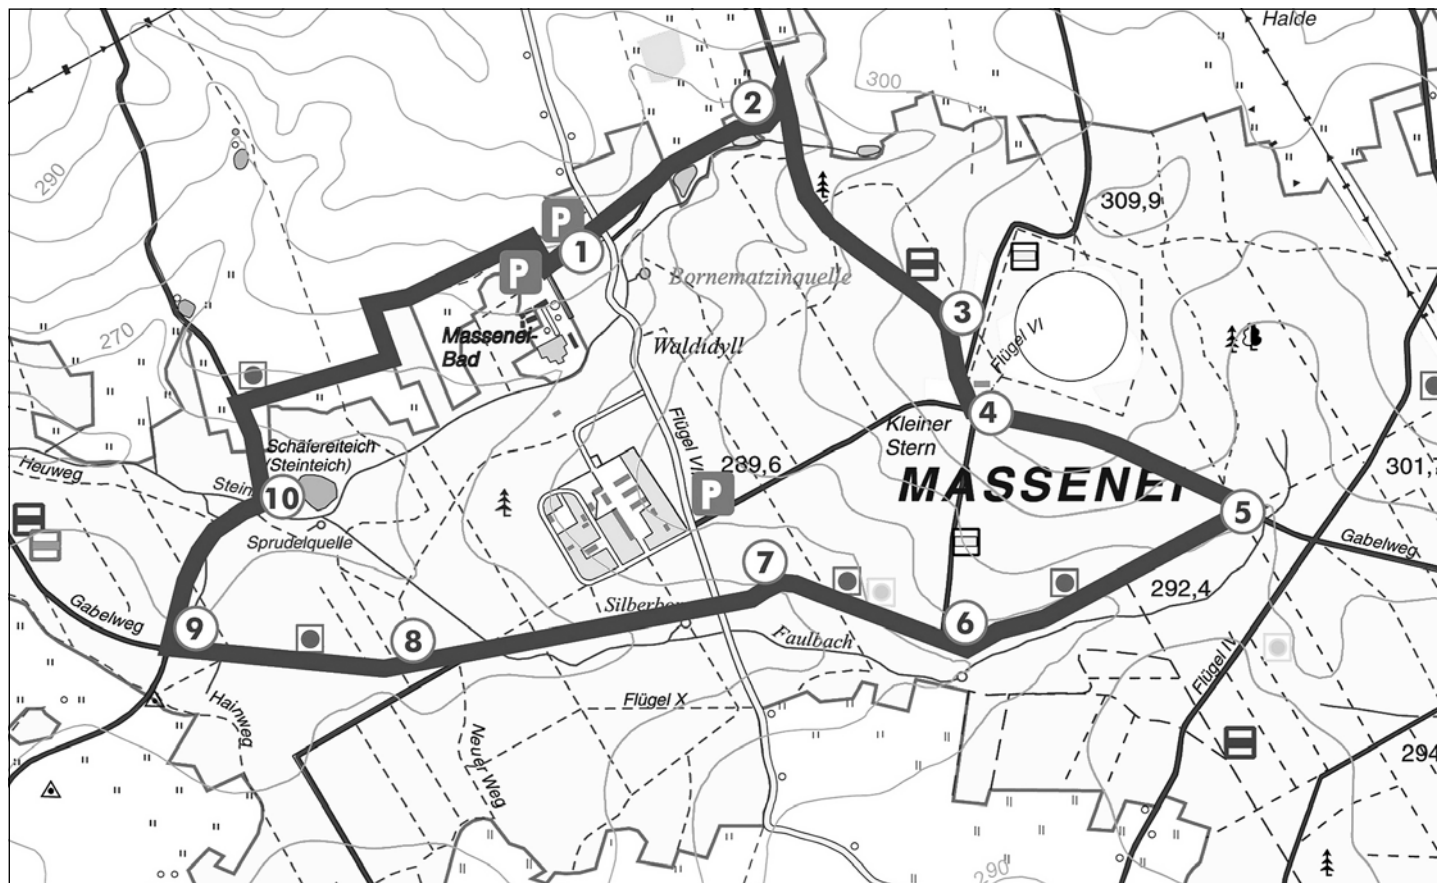 Halde
300
2
290
309,9
P
1
P
Bornematzinquelle
3
270
Massenei-
Bad
Waldidyll
Flügel VI
4
Kleiner
Stern
Schäfereiteich
(Steinteich)
Heuweg
10
289,6
P
MASSENEI
301,
5
Gabelweg
Sprudelquelle
7
292,4
Gabelweg
9
8
6
Faulbach
Flügel IV
Flügel X
Hainweg
Neuer Weg
294
290